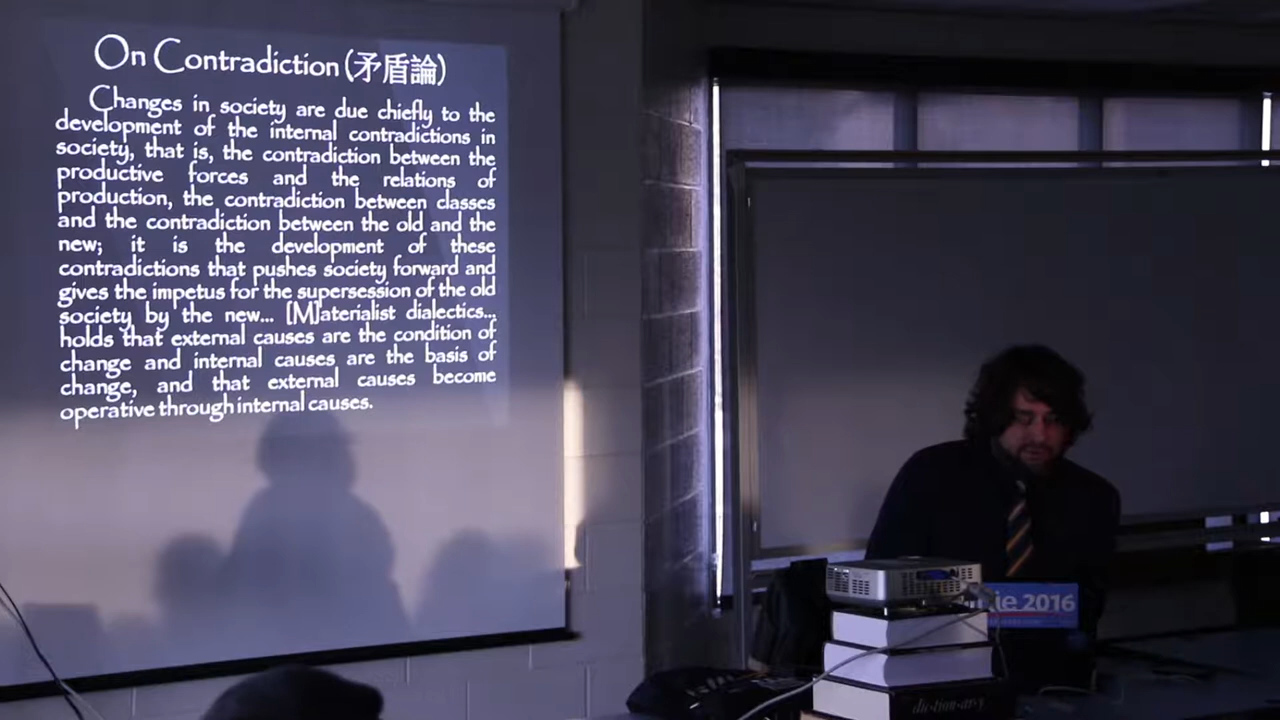 On Contradiction (矛盾論)
Changes in society are due chiefly to the
development of the internal contradictions in
society, that is, the contradiction between the
productive forces and the relations of
production, the contradiction between classes
and the contradiction between the old and the
new; it is the development of these
contradictions that pushes society forward and
gives the impetus for the supersession of the old
society by the new... [M]aterialist dialectics...
holds that external causes are the condition of
change and internal causes are the basis of
change, and that external causes become
operative through internal causes.
ie 2016
dic·tion·ar·y